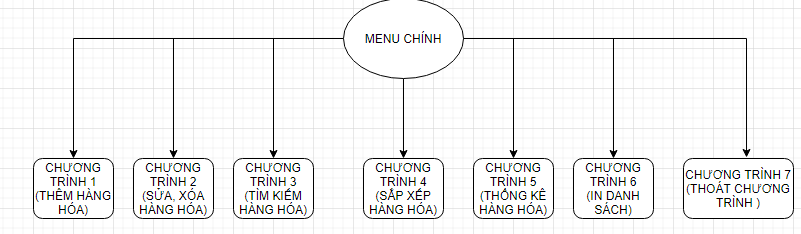 MENU CHÍNH
CHƯƠNG
TRÌNH 1
(THÊM HÀNG
HÓA)
CHƯƠNG
TRÌNH 2
(SỬA, XÓA
HÀNG HÓA)
CHƯƠNG
TRÌNH 3
(TÌM KIẾM
HÀNG HÓA)
CHƯƠNG
TRÌNH 4
(SẮP XẾP
HÀNG HÓA)
CHƯƠNG
TRÌNH 5
(THỐNG KÊ
HÀNG HÓA)
CHƯƠNG
TRÌNH 6
(IN DANH
SÁCH)
CHƯƠNG TRÌNH 7
(THOÁT CHƯƠNG
TRÌNH )